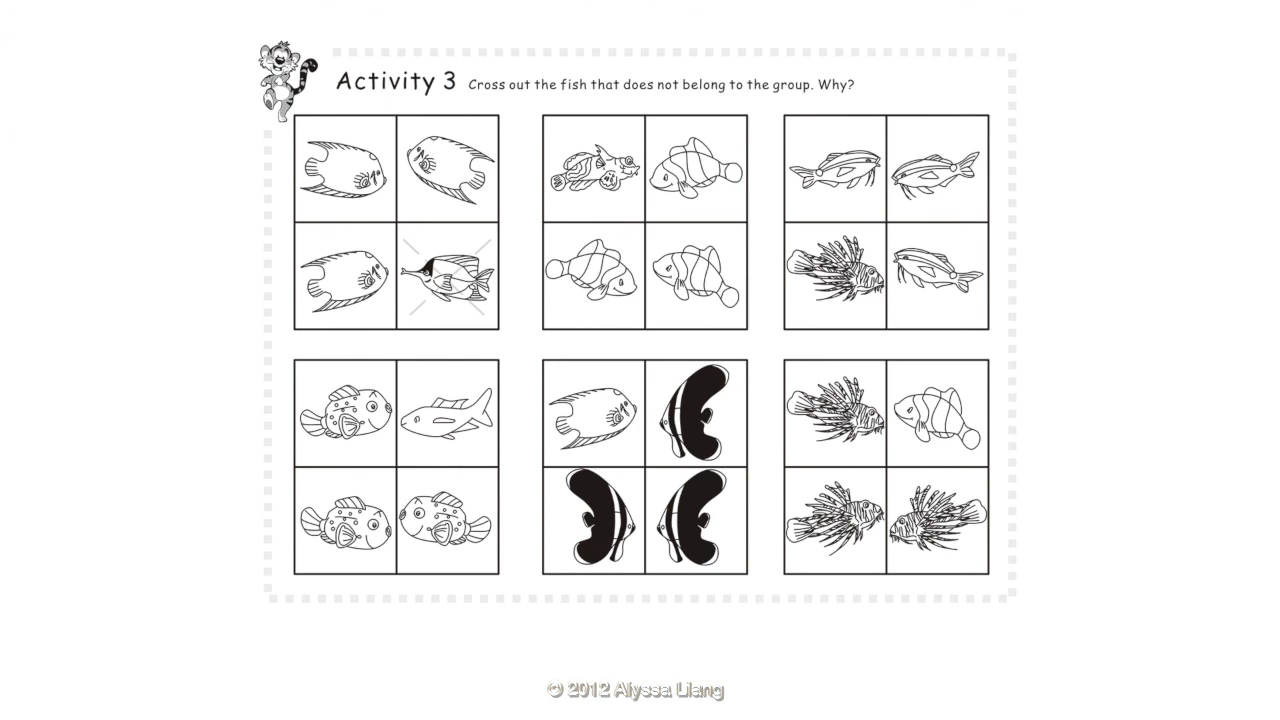 Activity 3 Cross out the fish that does not belong to the group. Why?
© 2012 Alyssa Liang